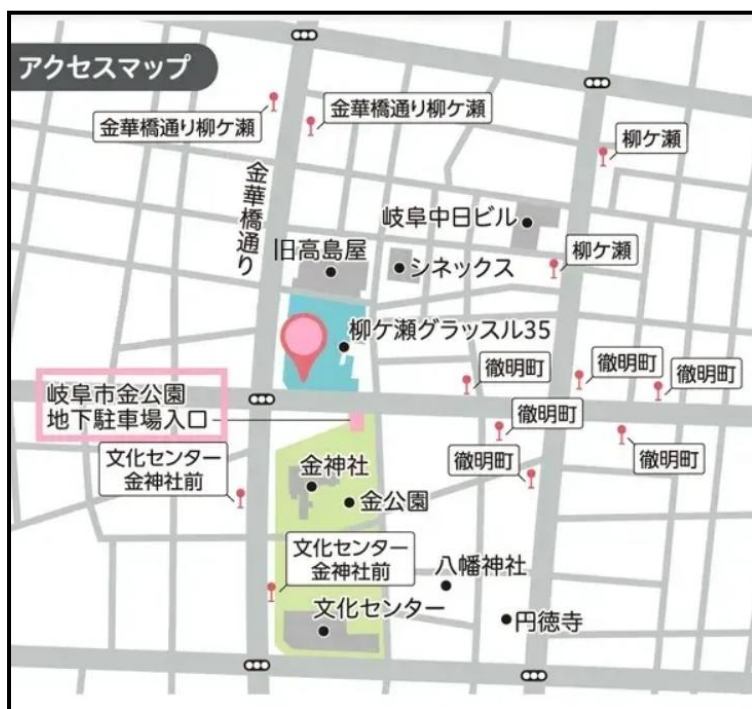 アクセスマップ
金華橋通り柳ケ瀬
金華橋通り柳ケ瀬
柳ケ瀬
金華橋通り
岐阜中日ビル
旧高島屋
シネックス
柳ケ瀬
柳ケ瀬グラッスル35
徹明町
徹明町
徹明町
岐阜市金公園
地下駐車場入口
徹明町
徹明町
徹明町
文化センター
金神社前
金神社
金公園
文化センター
金神社前
八幡神社
文化センター
円徳寺